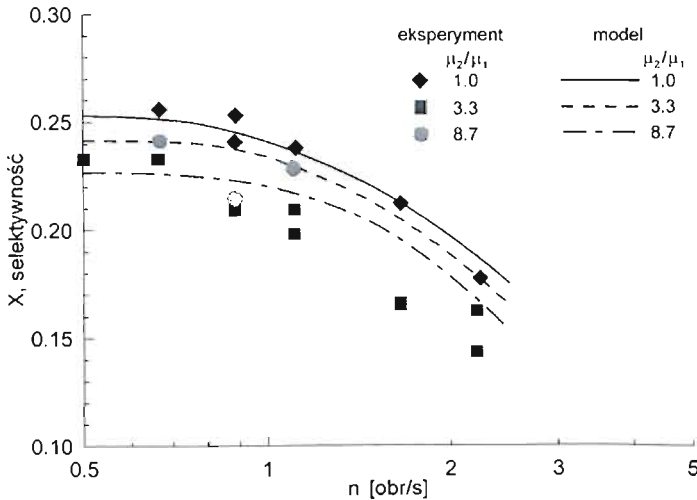 0.30
eksperyment model
μ₂/μ₁ μ₂/μ₁
1.0 1.0
3.3 3.3
8.7 8.7
0.25
0.20
0.15
0.10
X, selektywność
0.5 1 2 3 4 5
n [obr/s]